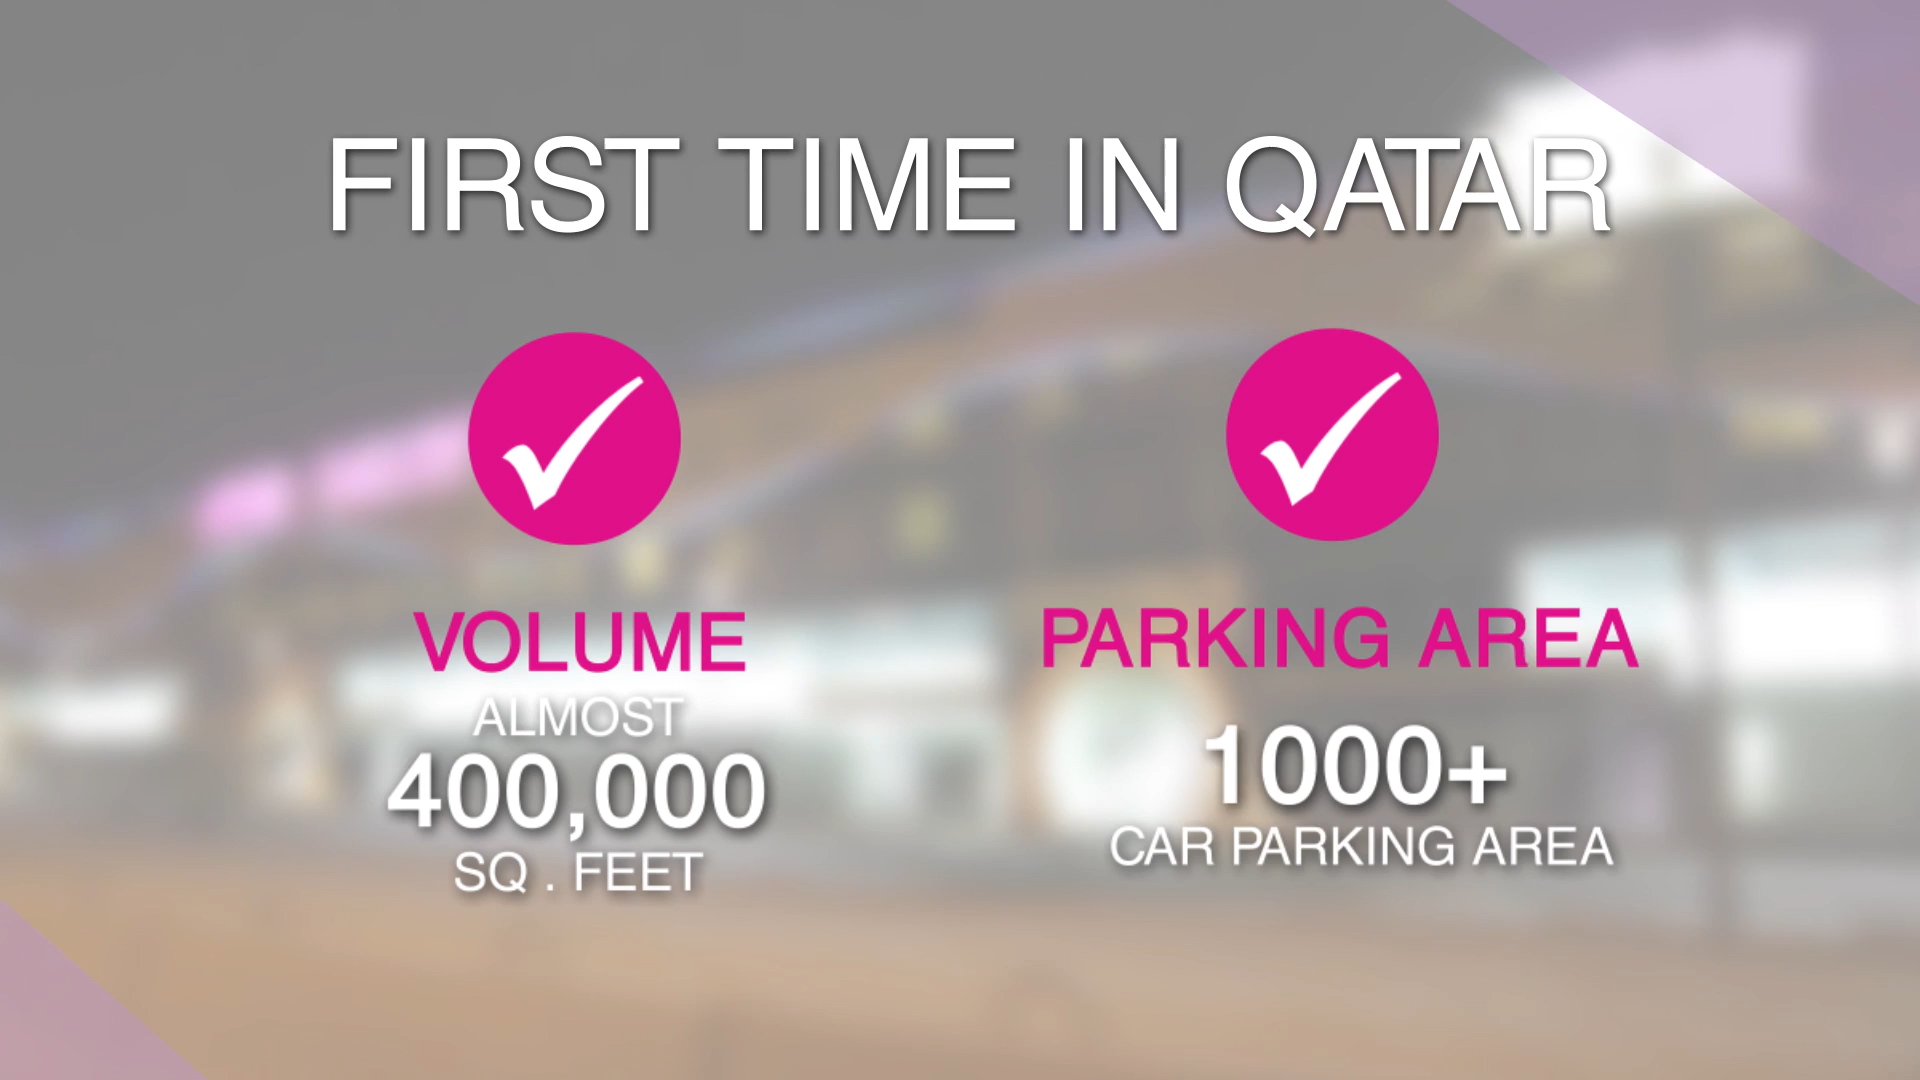 FIRST TIME IN QATAR
VOLUME
ALMOST
400,000
SQ . FEET
PARKING AREA
1000+
CAR PARKING AREA